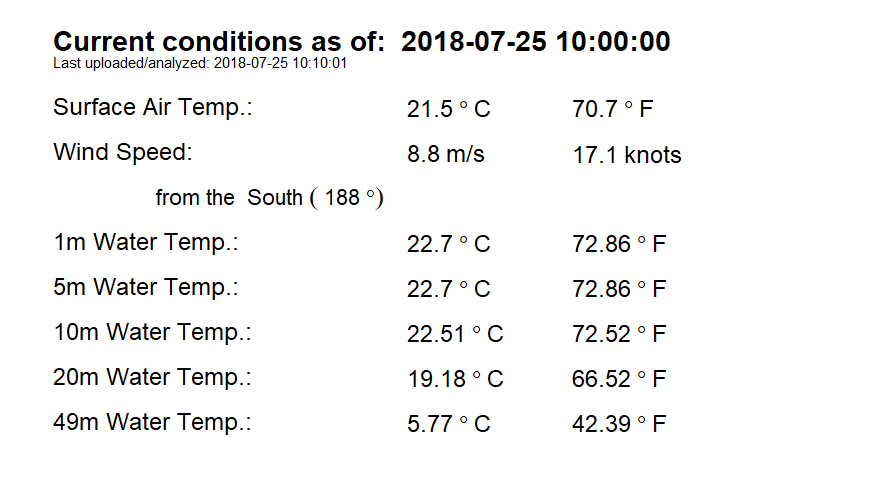 Current conditions as of: 2018-07-25 10:00:00
Last uploaded/analyzed: 2018-07-25 10:10:01
Surface Air Temp.: 21.5 ° C 70.7 ° F
Wind Speed: 8.8 m/s 17.1 knots
from the South ( 188 °)
1m Water Temp.: 22.7 ° C 72.86 ° F
5m Water Temp.: 22.7 ° C 72.86 ° F
10m Water Temp.: 22.51 ° C 72.52 ° F
20m Water Temp.: 19.18 ° C 66.52 ° F
49m Water Temp.: 5.77 ° C 42.39 ° F